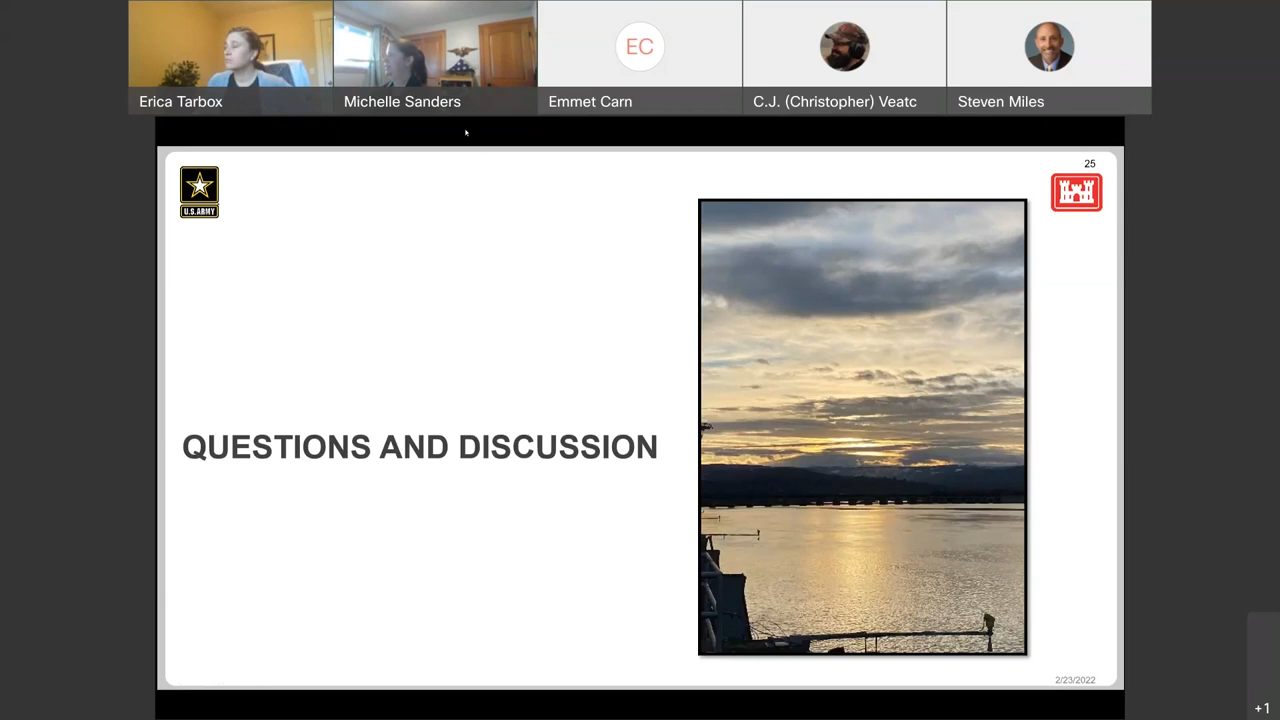 EC
Erica Tarbox
Michelle Sanders
Emmet Carn
C.J. (Christopher) Veatc
Steven Miles
25
U.S.ARMY
QUESTIONS AND DISCUSSION
2/23/2022
+1